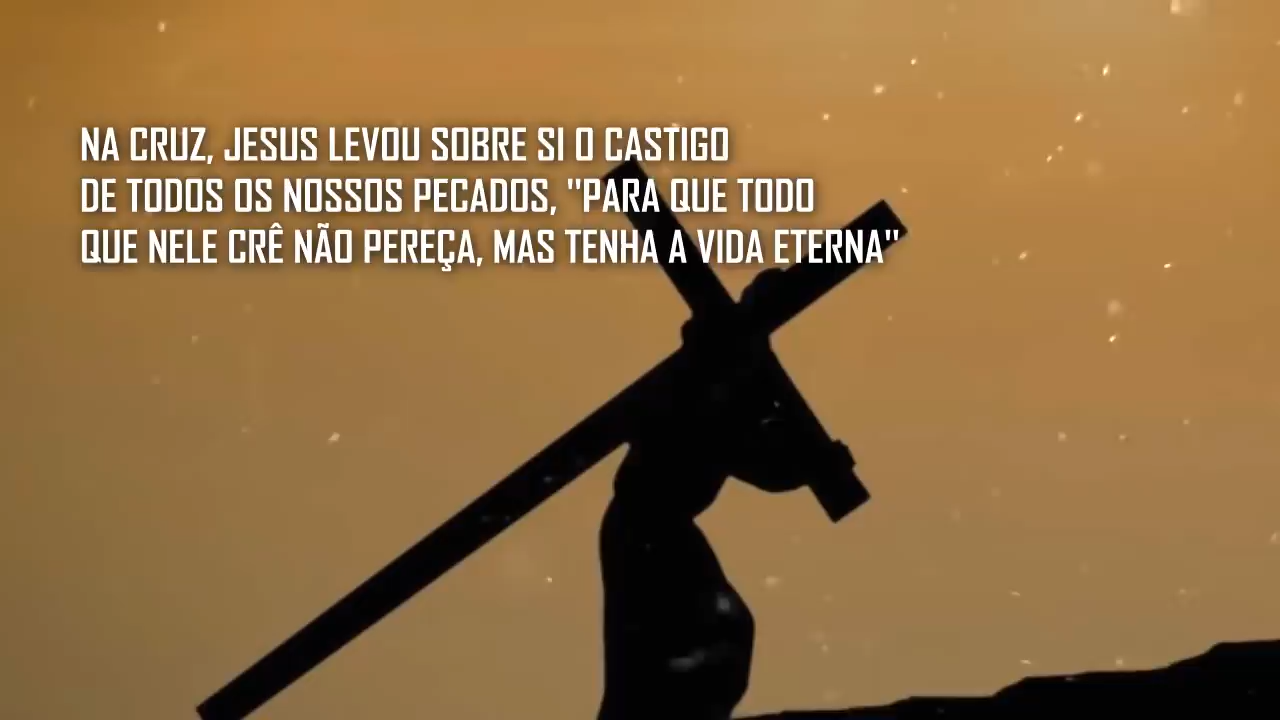 NA CRUZ, JESUS LEVOU SOBRE SI O CASTIGO
DE TODOS OS NOSSOS PECADOS, "PARA QUE TODO
QUE NELE CRÊ NÃO PEREÇA, MAS TENHA A VIDA ETERNA"